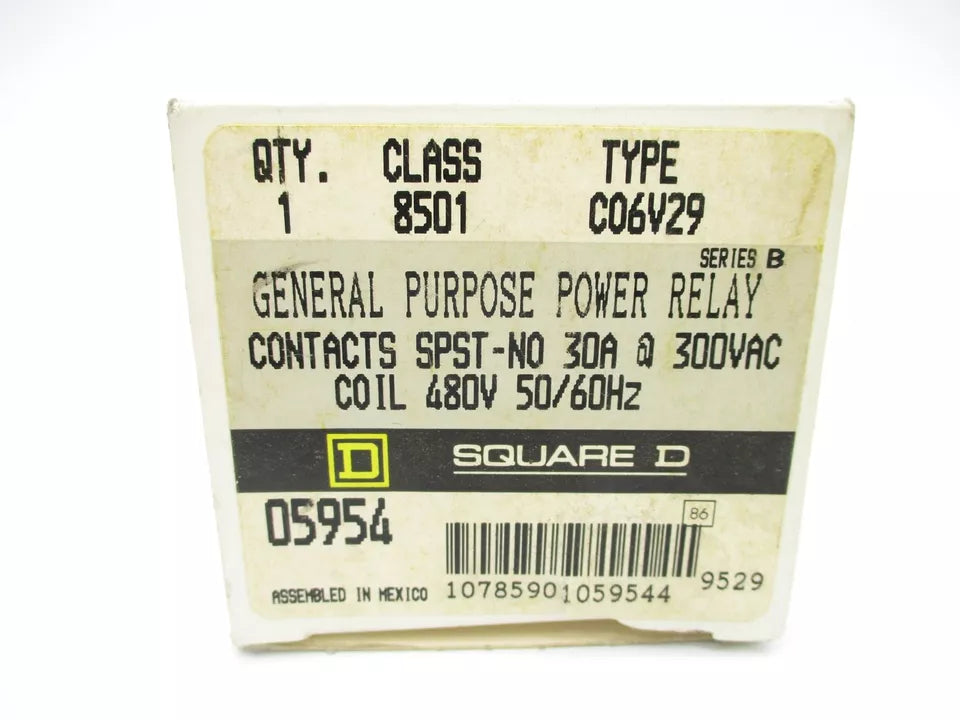 QTY. CLASS TYPE
1 8501 CO6V29
SERIES B
GENERAL PURPOSE POWER RELAY
CONTACTS SPST-NO 30A @ 300VAC
COIL 480V 50/60Hz
D SQUARE D
05954
86
ASSEMBLED IN MEXICO 10785901059544 9529